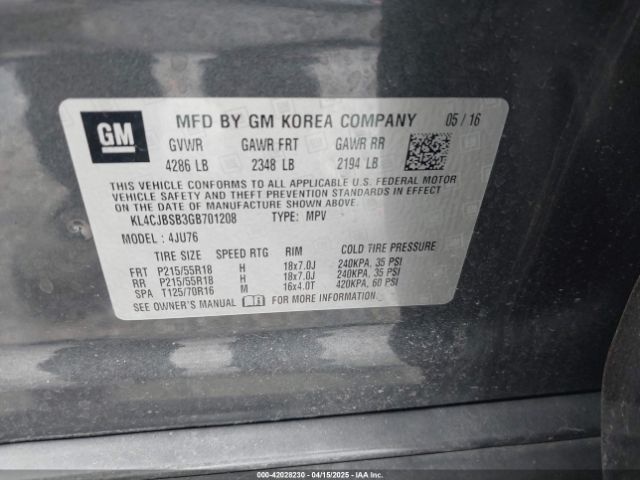 GM
MFD BY GM KOREA COMPANY 05 / 16
GVWR GAWR FRT GAWR RR
4286 LB 2348 LB 2194 LB
THIS VEHICLE CONFORMS TO ALL APPLICABLE U.S. FEDERAL MOTOR
VEHICLE SAFETY AND THEFT PREVENTION STANDARDS IN EFFECT
ON THE DATE OF MANUFACTURE SHOWN ABOVE.
KL4CJBSB3GB701208 TYPE: MPV
MODEL : 4JU76
TIRE SIZE SPEED RTG RIM COLD TIRE PRESSURE
FRT P215/55R18 H 18x7.0J 240KPA, 35 PSI
RR P215/55R18 H 18x7.0J 240KPA, 35 PSI
SPA T125/70R16 M 16x4.0T 420KPA, 60 PSI
SEE OWNER'S MANUAL FOR MORE INFORMATION.
000-42028230 - 04/15/2025 - IAAI.COM